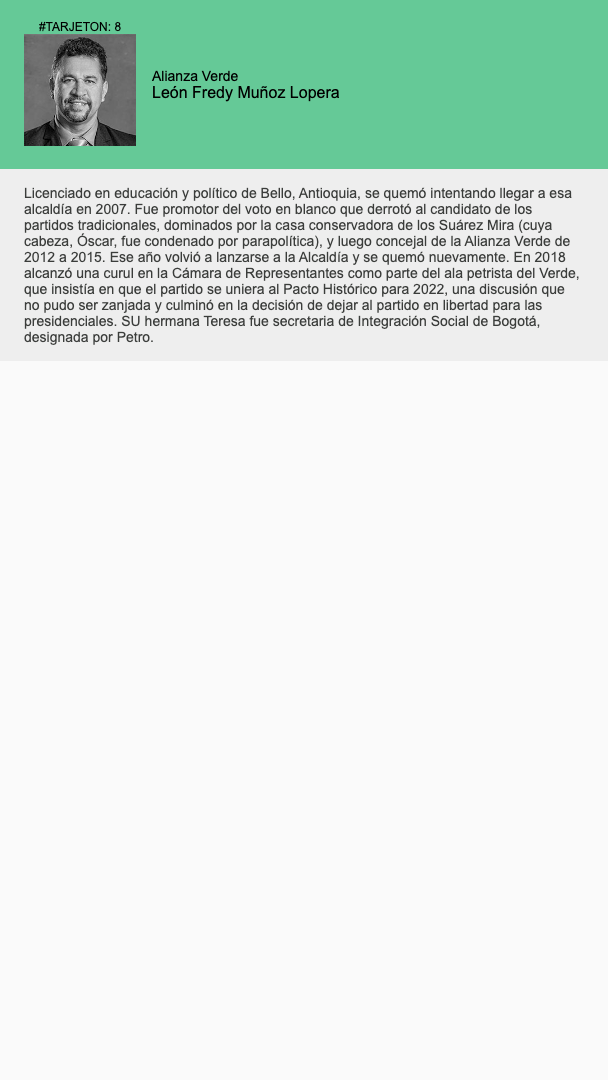 #TARJETON: 8
Alianza Verde
León Fredy Muñoz Lopera
Licenciado en educación y político de Bello, Antioquia, se quemó intentando llegar a esa
alcaldía en 2007. Fue promotor del voto en blanco que derrotó al candidato de los
partidos tradicionales, dominados por la casa conservadora de los Suárez Mira (cuya
cabeza, Óscar, fue condenado por parapolítica), y luego concejal de la Alianza Verde de
2012 a 2015. Ese año volvió a lanzarse a la Alcaldía y se quemó nuevamente. En 2018
alcanzó una curul en la Cámara de Representantes como parte del ala petrista del Verde,
que insistía en que el partido se uniera al Pacto Histórico para 2022, una discusión que
no pudo ser zanjada y culminó en la decisión de dejar al partido en libertad para las
presidenciales. SU hermana Teresa fue secretaria de Integración Social de Bogotá,
designada por Petro.